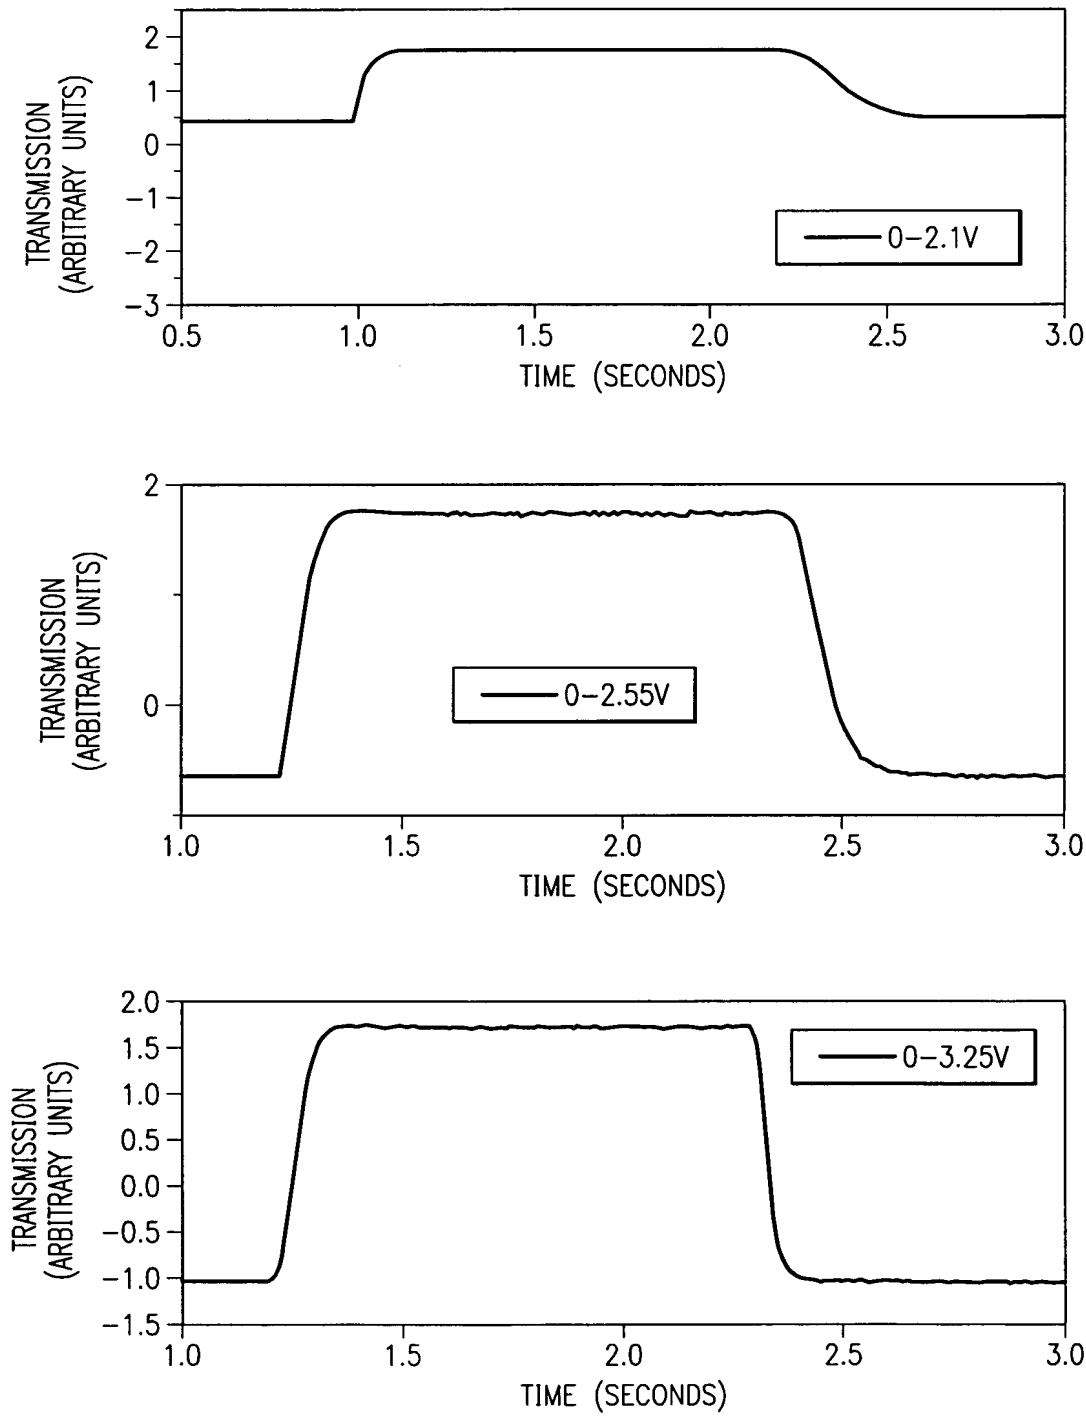 2
1
0
−1
−2
−3
TRANSMISSION
(ARBITRARY UNITS)
0−2.1V
0.5 1.0 1.5 2.0 2.5 3.0
TIME (SECONDS)
2
0
TRANSMISSION
(ARBITRARY UNITS)
0−2.55V
1.0 1.5 2.0 2.5 3.0
TIME (SECONDS)
2.0
1.5
1.0
0.5
0.0
−0.5
−1.0
−1.5
TRANSMISSION
(ARBITRARY UNITS)
0−3.25V
1.0 1.5 2.0 2.5 3.0
TIME (SECONDS)